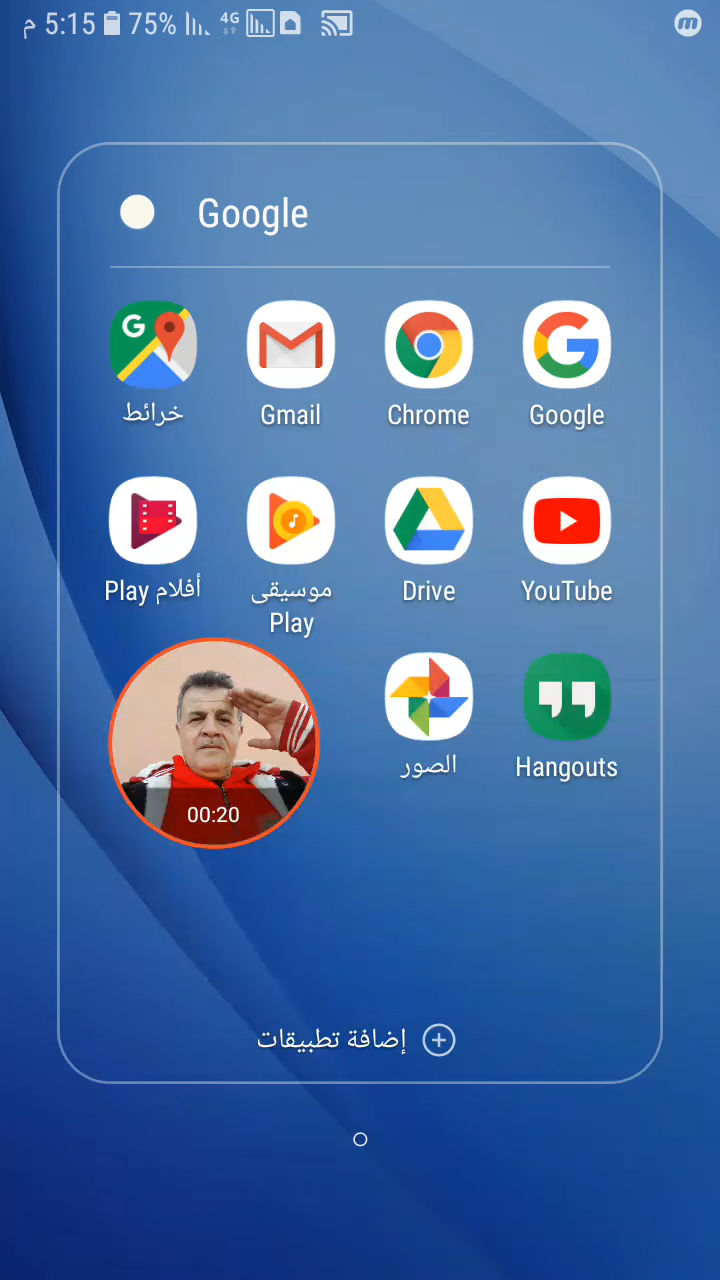 م 5:15 75% 4G
Google
خرائط
Gmail
Chrome
Google
أفلام Play
موسيقى
Play
Drive
YouTube
الصور
Hangouts
00:20
إضافة تطبيقات